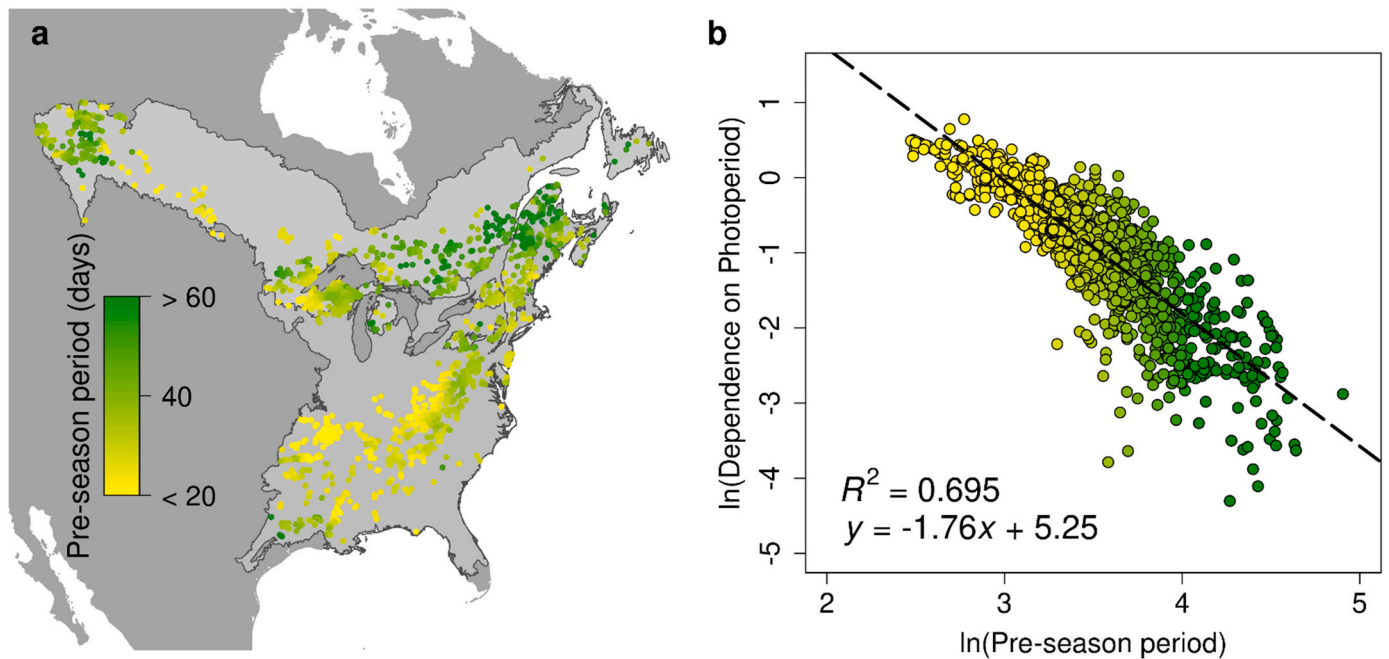 a
Pre-season period (days)
> 60
40
< 20
b
ln(Dependence on Photoperiod)
1
0
-1
-2
-3
-4
-5
R² = 0.695
y = -1.76x + 5.25
2
3
4
5
ln(Pre-season period)